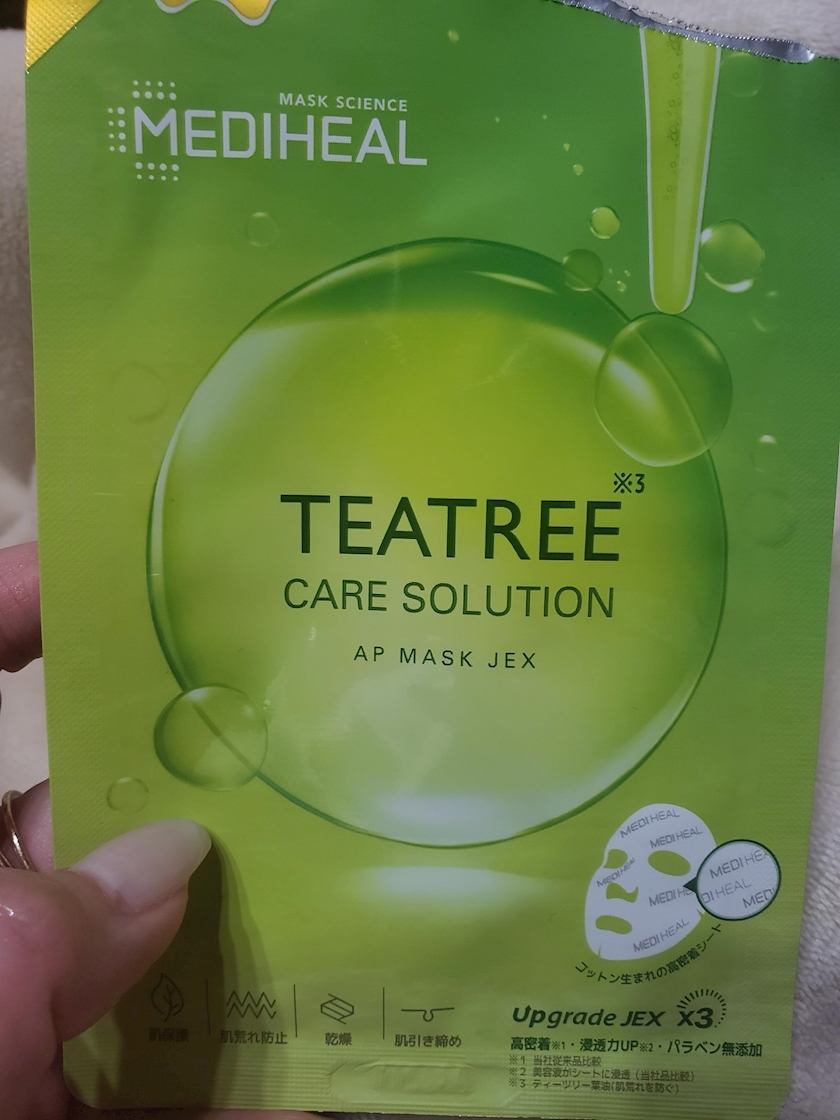 MASK SCIENCE
MEDIHEAL
※3
TEATREE
CARE SOLUTION
AP MASK JEX
MEDIHEAL
MEDIHEAL
MEDIHEAL
MEDIHEAL
MEDIHEAL
コットン生まれの高密着シート
肌保護
肌荒れ防止
乾燥
肌引き締め
Upgrade JEX x3
高密着※1・浸透力UP※2・パラベン無添加
※1 当社従来品比較
※2 美容液がシートに浸透（当社品比較）
※3 ティーツリー葉油(肌荒れを防ぐ)